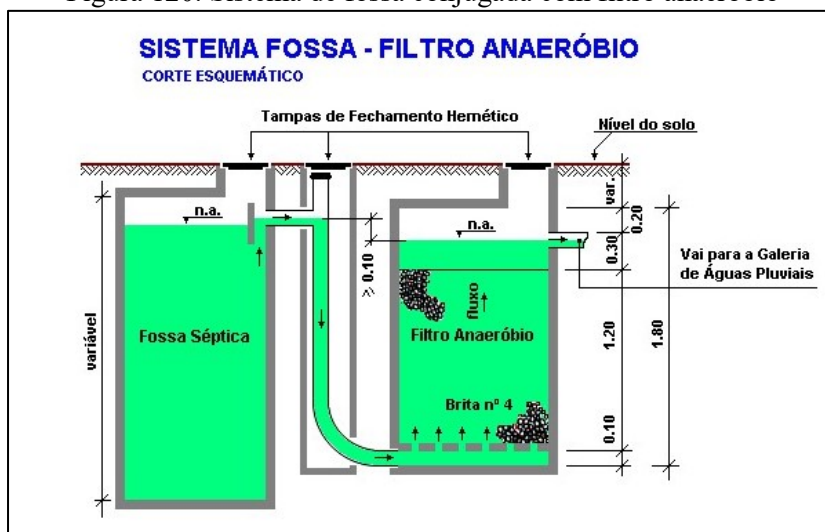 Figura 120: Sistema de fossa conjugada com filtro anaeróbio
SISTEMA FOSSA - FILTRO ANAERÓBIO
CORTE ESQUEMÁTICO
Tampas de Fechamento Hemético
Nível do solo
n.a.
n.a.
var.
0.20
0.30
≥ 0.10
Vai para a Galeria
de Águas Pluviais
variável
Fossa Séptica
fluxo
Filtro Anaeróbio
1.20
1.80
Brita nº 4
0.10